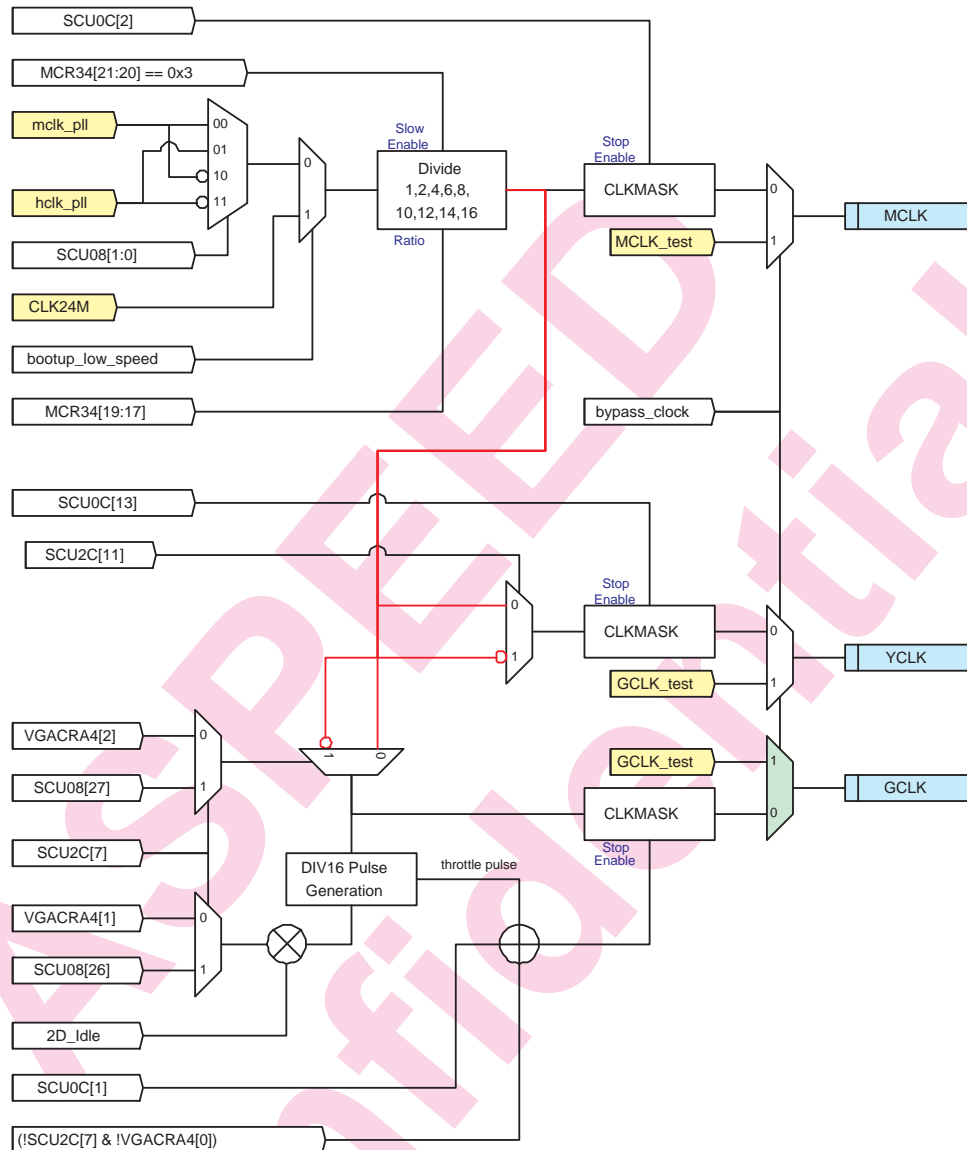 SCU0C[2]
MCR34[21:20] == 0x3
mclk_pll
00
01
10
11
hclk_pll
SCU08[1:0]
CLK24M
bootup_low_speed
MCR34[19:17]
0
1
Slow
Enable
Divide
1,2,4,6,8,
10,12,14,16
Ratio
Stop
Enable
CLKMASK
MCLK_test
0
1
MCLK
bypass_clock
SCU0C[13]
SCU2C[11]
0
1
Stop
Enable
CLKMASK
GCLK_test
0
1
YCLK
VGACRA4[2]
SCU08[27]
0
1
1
0
SCU2C[7]
GCLK_test
CLKMASK
Stop
Enable
1
0
GCLK
DIV16 Pulse
Generation
throttle pulse
VGACRA4[1]
SCU08[26]
0
1
2D_Idle
SCU0C[1]
(!SCU2C[7] & !VGACRA4[0])
ASPEED
Confidential